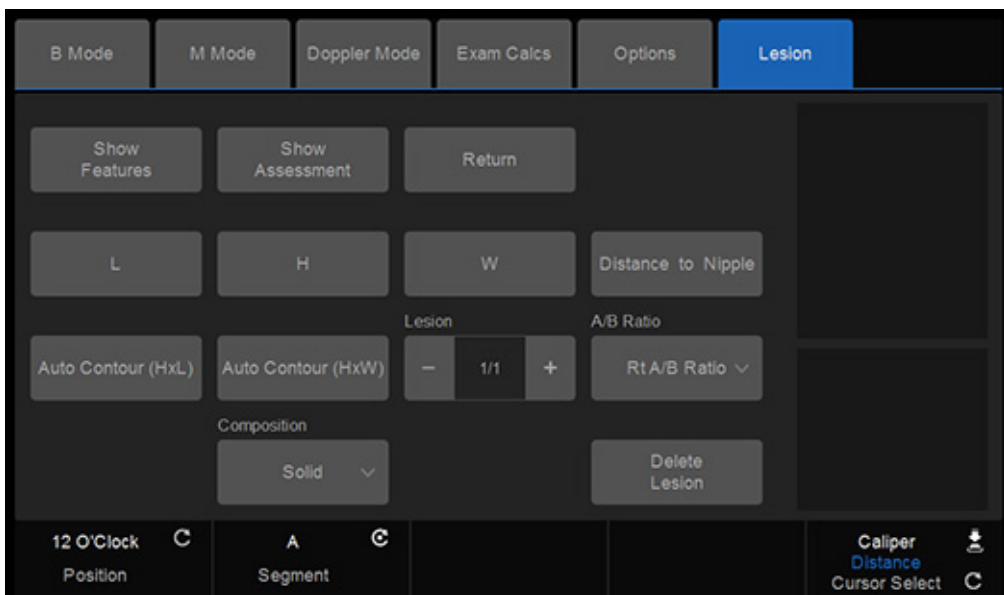 B Mode
M Mode
Doppler Mode
Exam Calcs
Options
Lesion
Show
Features
Show
Assessment
Return
L
H
W
Distance to Nipple
Lesion
A/B Ratio
Auto Contour (HxL)
Auto Contour (HxW)
− 1/1 +
Rt A/B Ratio
Composition
Solid
Delete
Lesion
12 O'Clock
Position
A
Segment
Caliper
Distance
Cursor Select